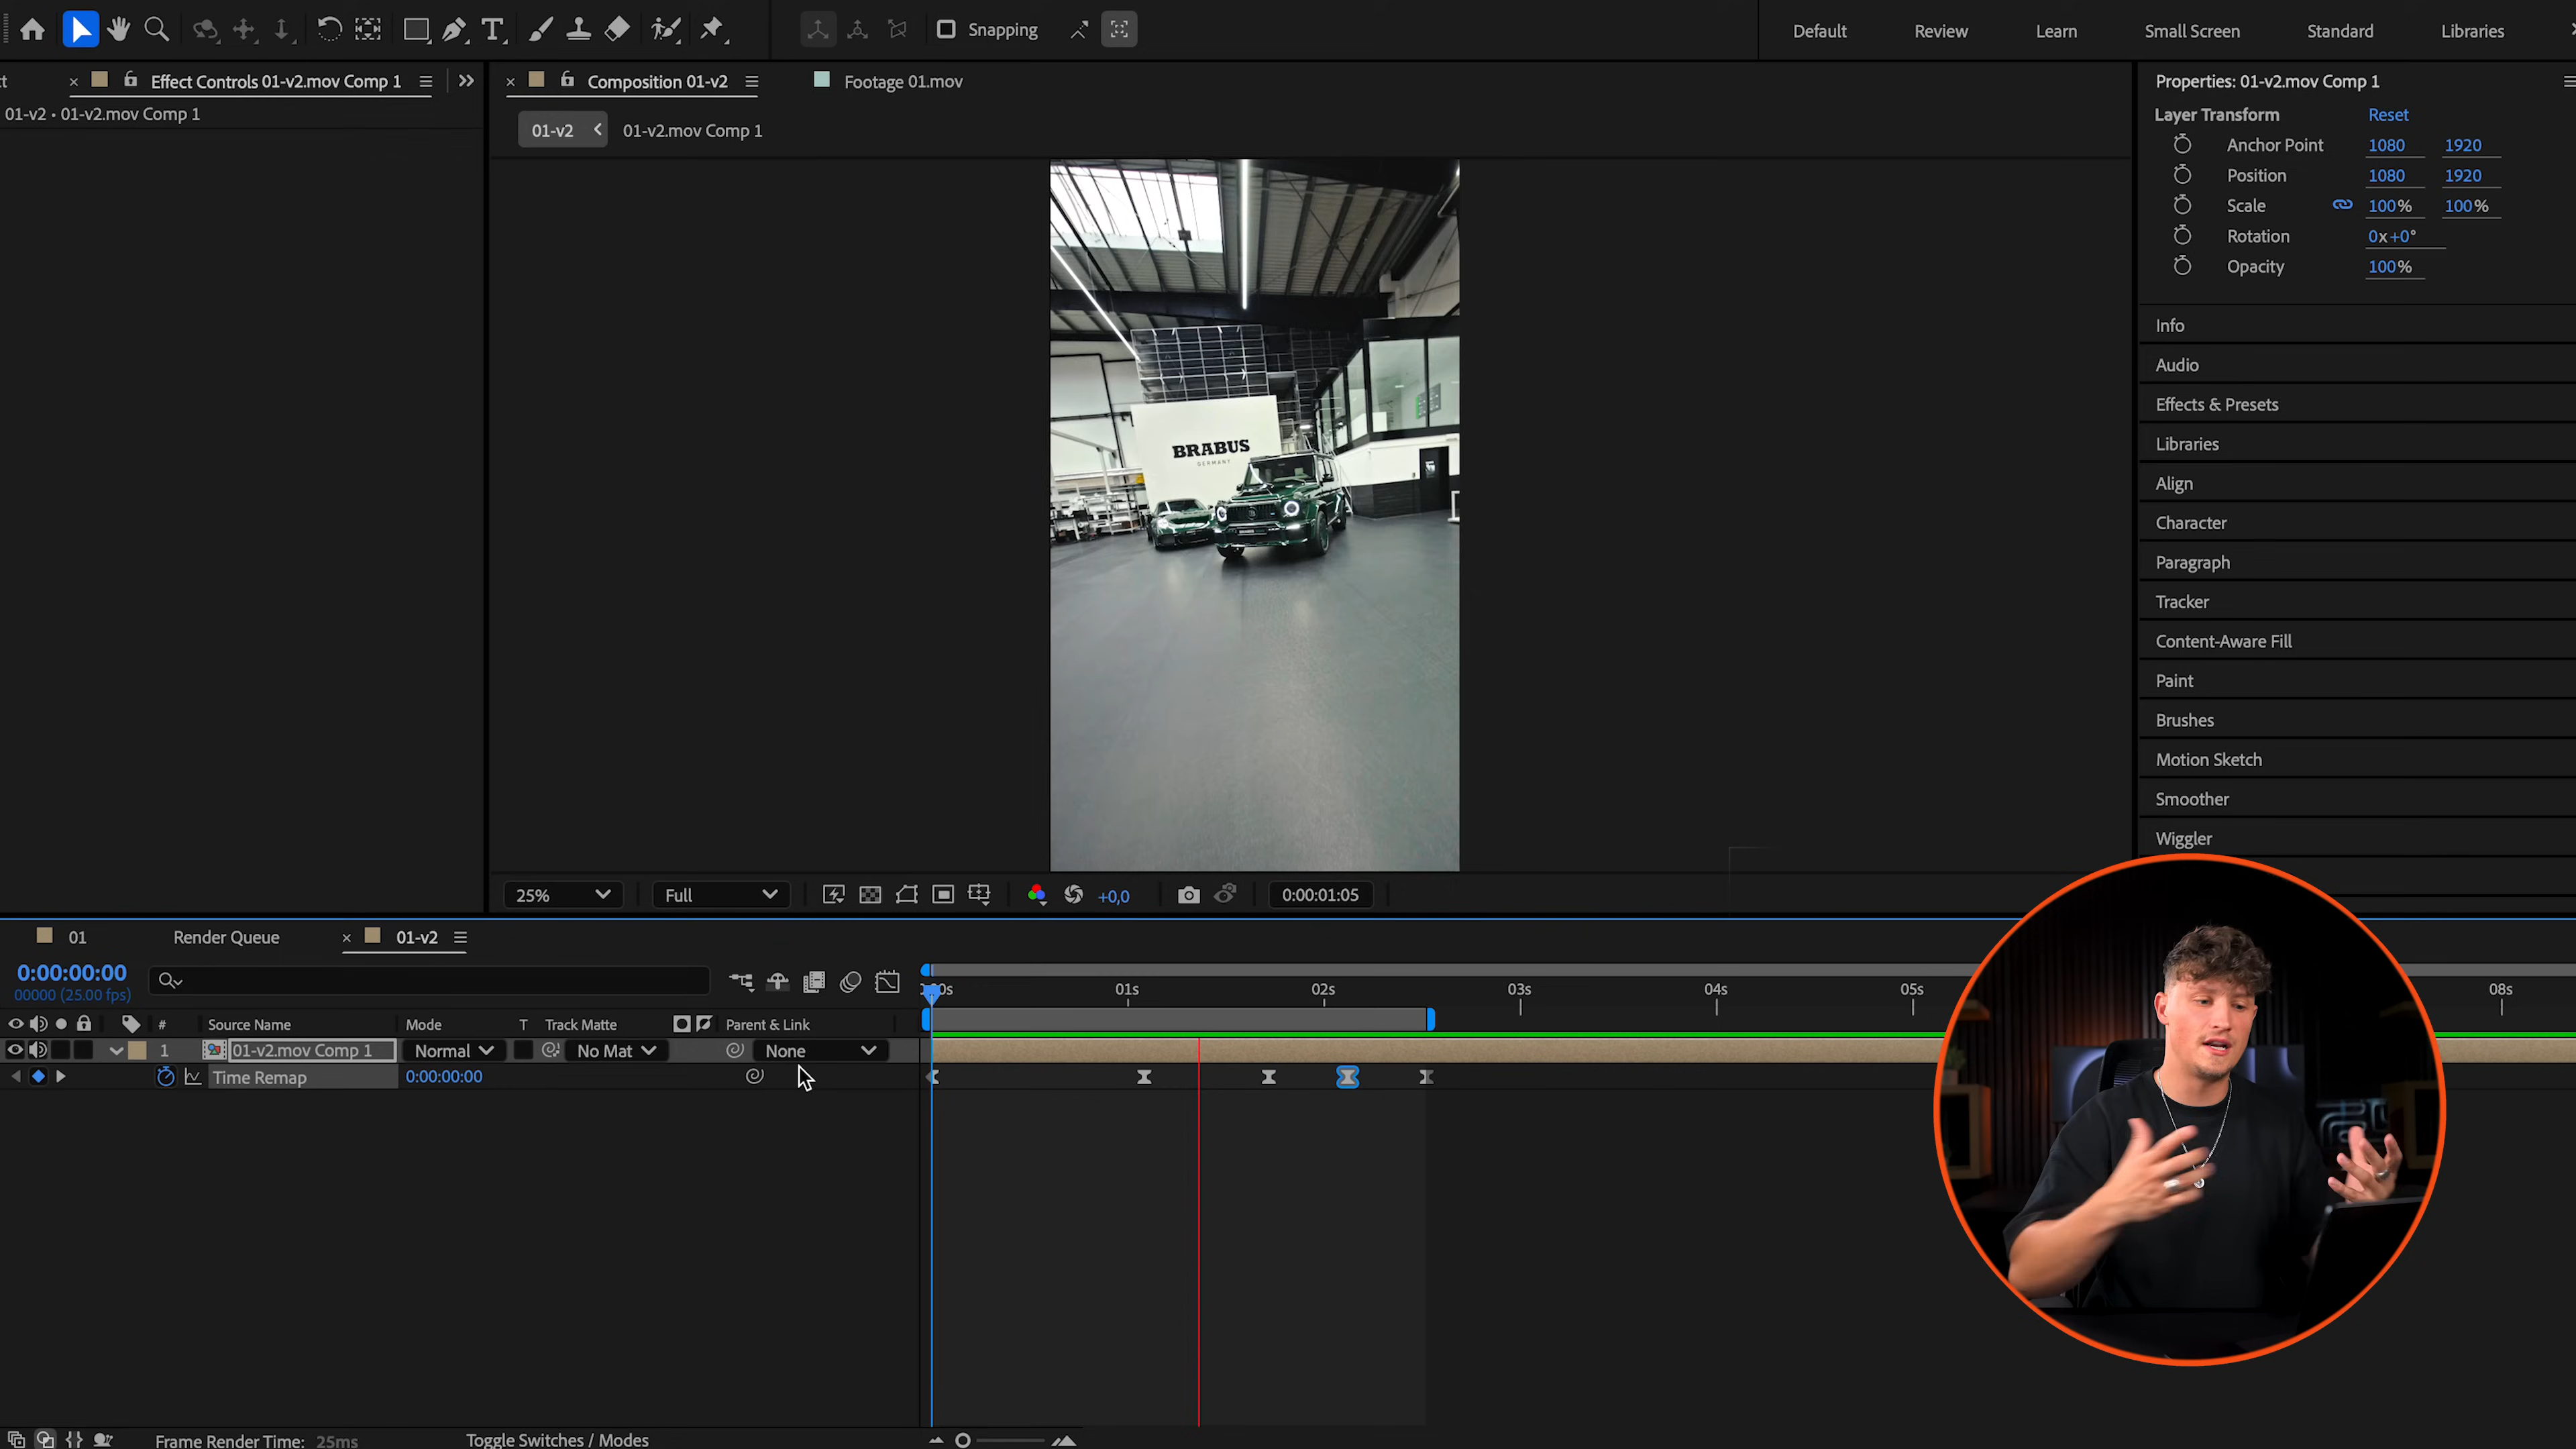 Snapping
Default Review Learn Small Screen Standard Libraries
Effect Controls 01-v2.mov Comp 1
Composition 01-v2
Footage 01.mov
Properties: 01-v2.mov Comp 1
01-v2 • 01-v2.mov Comp 1
01-v2 01-v2.mov Comp 1
Layer Transform Reset
Anchor Point 1080 1920
Position 1080 1920
Scale 100% 100%
Rotation 0x+0°
Opacity 100%
Info
Audio
Effects & Presets
Libraries
Align
Character
Paragraph
Tracker
Content-Aware Fill
Paint
Brushes
Motion Sketch
Smoother
Wiggler
BRABUS
GERMANY
25% Full +0,0 0:00:01:05
01 Render Queue 01-v2
0:00:00:00
00000 (25.00 fps)
:00s 01s 02s 03s 04s 05s 08s
# Source Name Mode T Track Matte Parent & Link
1 01-v2.mov Comp 1 Normal No Mat None
Time Remap 0:00:00:00
Frame Render Time: 25ms Toggle Switches / Modes